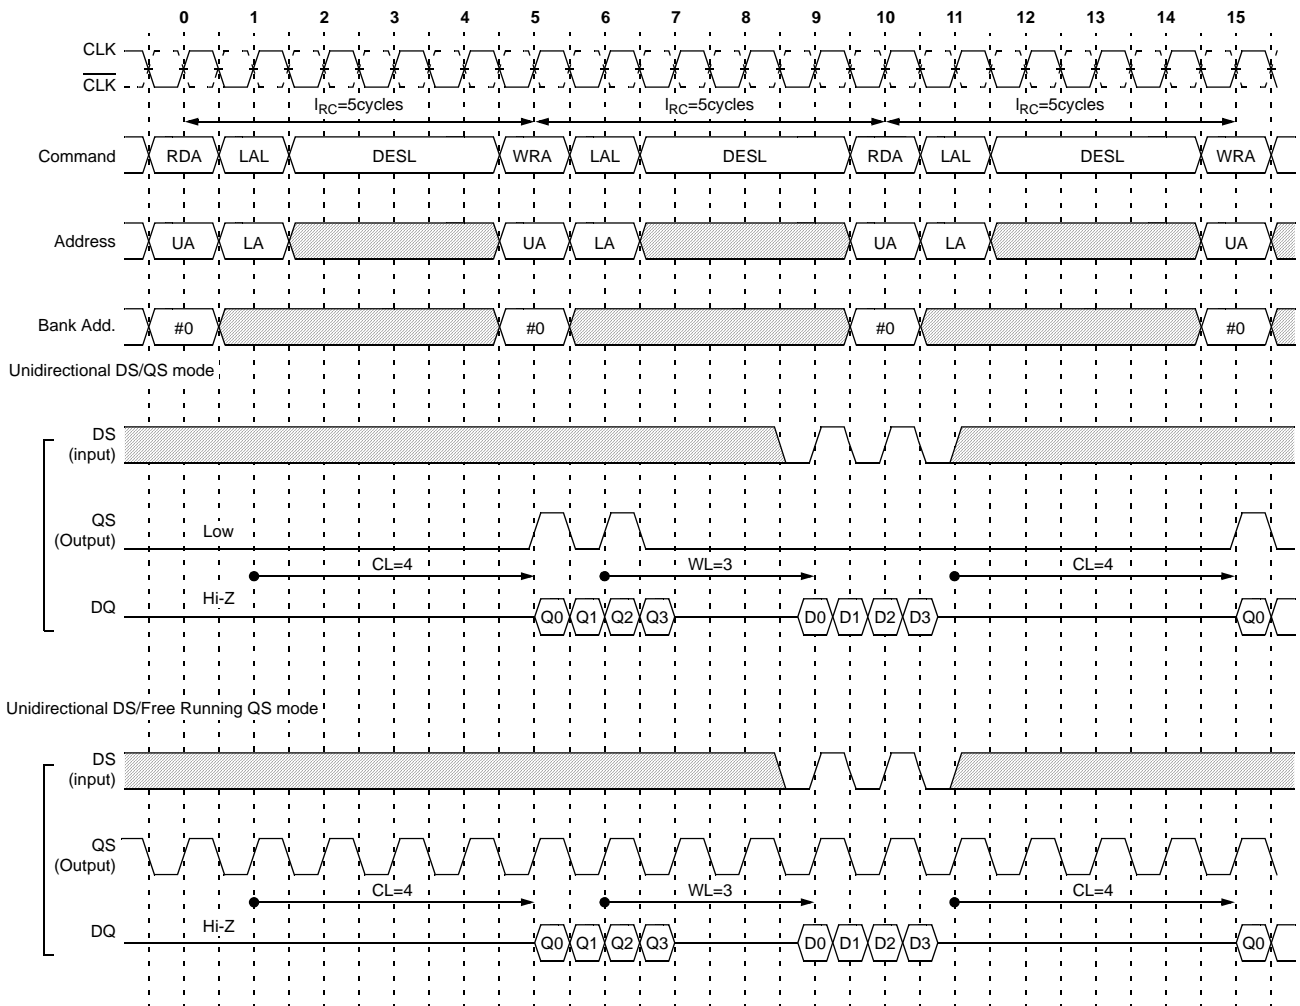 0 1 2 3 4 5 6 7 8 9 10 11 12 13 14 15
CLK
CLK
IRC=5cycles IRC=5cycles IRC=5cycles
Command RDA LAL DESL WRA LAL DESL RDA LAL DESL WRA
Address UA LA UA LA UA LA UA
Bank Add. #0 #0 #0 #0
Unidirectional DS/QS mode
DS
(input)
QS
(Output)
Low
CL=4 WL=3 CL=4
DQ Hi-Z Q0 Q1 Q2 Q3 D0 D1 D2 D3 Q0
Unidirectional DS/Free Running QS mode
DS
(input)
QS
(Output)
CL=4 WL=3 CL=4
DQ Hi-Z Q0 Q1 Q2 Q3 D0 D1 D2 D3 Q0